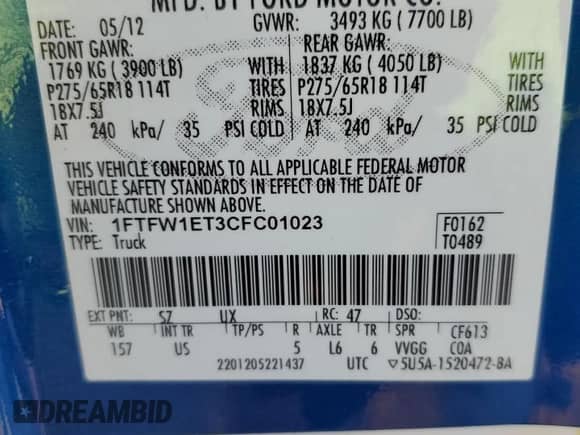 MFD. BY FORD MOTOR CO.
DATE: 05/12 GVWR: 3493 KG ( 7700 LB)
FRONT GAWR: REAR GAWR:
1769 KG ( 3900 LB) WITH 1837 KG ( 4050 LB) WITH
P275/65R18 114T TIRES P275/65R18 114T TIRES
18X7.5J RIMS 18X7.5J RIMS
AT 240 kPa/ 35 PSI COLD AT 240 kPa/ 35 PSI COLD
Ford
THIS VEHICLE CONFORMS TO ALL APPLICABLE FEDERAL MOTOR
VEHICLE SAFETY STANDARDS IN EFFECT ON THE DATE OF
MANUFACTURE SHOWN ABOVE.
VIN: 1FTFW1ET3CFC01023 F0162
TYPE: Truck T0489
EXT PNT: SZ UX RC: 47 DSO:
WB INT TR TP/PS R AXLE TR SPR CF613
157 US 5 L6 6 VVGG COA
2201205221437 UTC ▽5U5A-1520472-BA
DREAMBID